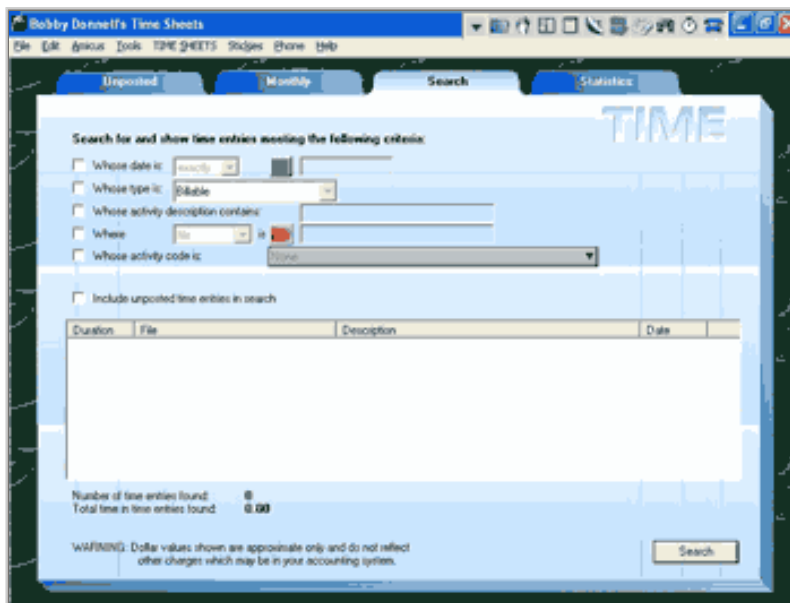 Bobby Donnell's Time Sheets
File Edit Amicus Tools TIME SHEETS Stickies Phone Help
Unposted Monthly Search Statistics
TIME
Search for and show time entries meeting the following criteria:
Whose date is: exactly
Whose type is: Billable
Whose activity description contains:
Where file is
Whose activity code is: None
Include unposted time entries in search
Duration File Description Date
Number of time entries found: 0
Total time in time entries found: 0.00
WARNING: Dollar values shown are approximate only and do not reflect
other charges which may be in your accounting system.
Search